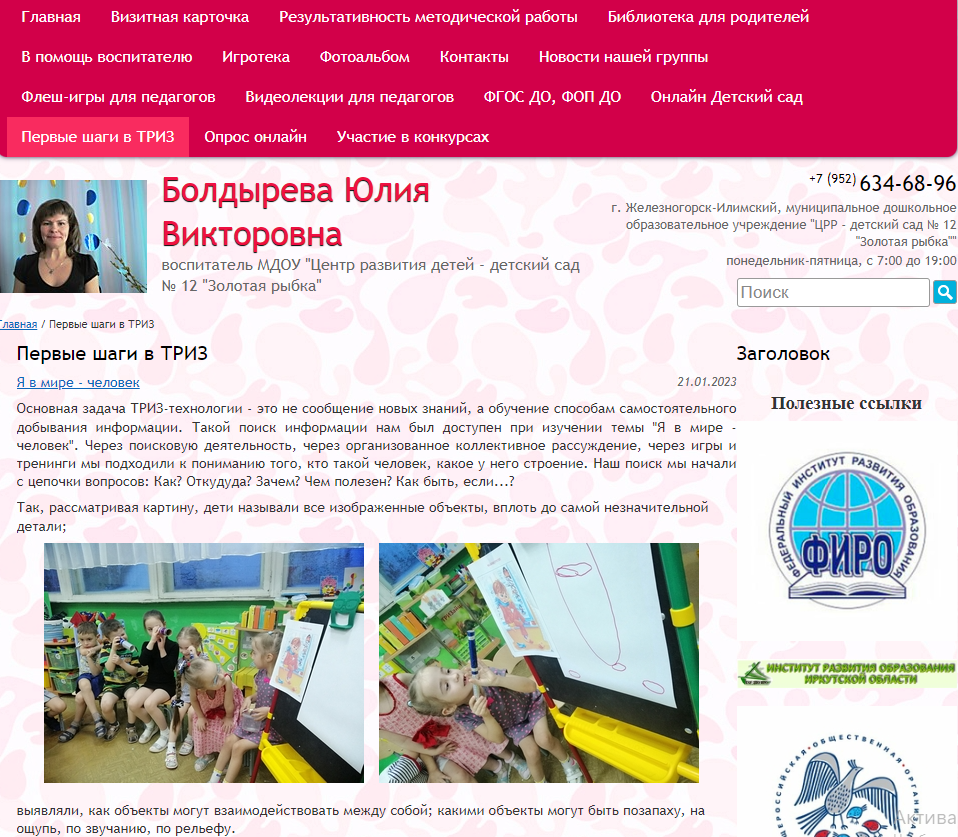 Главная Визитная карточка Результативность методической работы Библиотека для родителей
В помощь воспитателю Игротека Фотоальбом Контакты Новости нашей группы
Флеш-игры для педагогов Видеолекции для педагогов ФГОС ДО, ФОП ДО Онлайн Детский сад
Первые шаги в ТРИЗ Опрос онлайн Участие в конкурсах
Болдырева Юлия
Викторовна
воспитатель МДОУ "Центр развития детей - детский сад
№ 12 "Золотая рыбка"
+7 (952) 634-68-96
г. Железногорск-Илимский, муниципальное дошкольное
образовательное учреждение "ЦРР - детский сад № 12
"Золотая рыбка""
понедельник-пятница, с 7:00 до 19:00
Поиск
Главная / Первые шаги в ТРИЗ
Первые шаги в ТРИЗ
Я в мире - человек 21.01.2023
Основная задача ТРИЗ-технологии - это не сообщение новых знаний, а обучение способам самостоятельного
добывания информации. Такой поиск информации нам был доступен при изучении темы "Я в мире -
человек". Через поисковую деятельность, через организованное коллективное рассуждение, через игры и
тренинги мы подходили к пониманию того, кто такой человек, какое у него строение. Наш поиск мы начали
с цепочки вопросов: Как? Откудуда? Зачем? Чем полезен? Как быть, если...?
Так, рассматривая картину, дети называли все изображенные объекты, вплоть до самой незначительной
детали;
выявляли, как объекты могут взаимодействовать между собой; какими объекты могут быть позапаху, на
ощупь, по звучанию, по рельефу.
Заголовок
Полезные ссылки
ФЕДЕРАЛЬНЫЙ ИНСТИТУТ РАЗВИТИЯ ОБРАЗОВАНИЯ
ФИРО
ИНСТИТУТ РАЗВИТИЯ ОБРАЗОВАНИЯ
ИРКУТСКОЙ ОБЛАСТИ
Актива